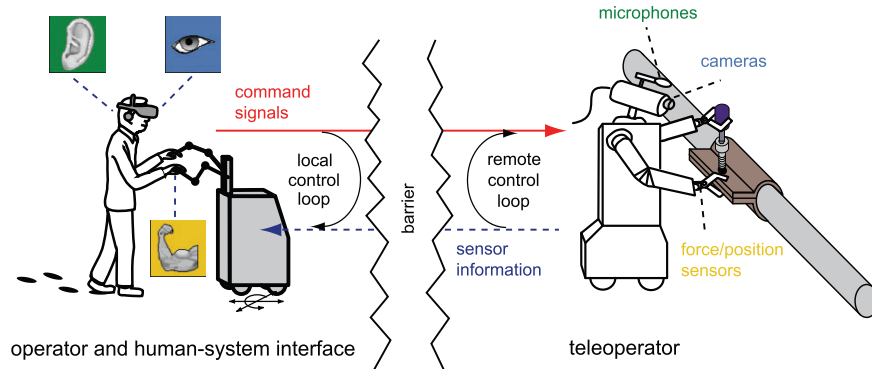 microphones
cameras
command
signals
local
control
loop
barrier
remote
control
loop
sensor
information
force/position
sensors
operator and human-system interface
teleoperator